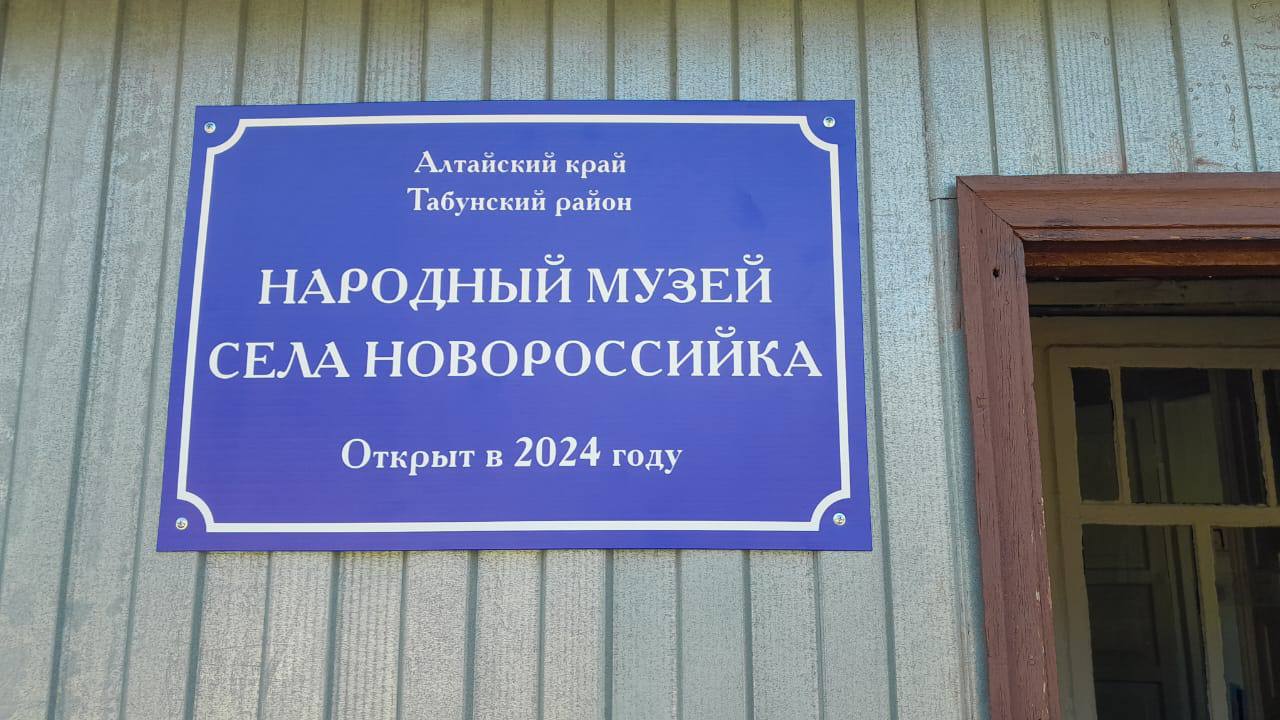 Алтайский край
Табунский район
НАРОДНЫЙ МУЗЕЙ
СЕЛА НОВОРОССИЙКА
Открыт в 2024 году